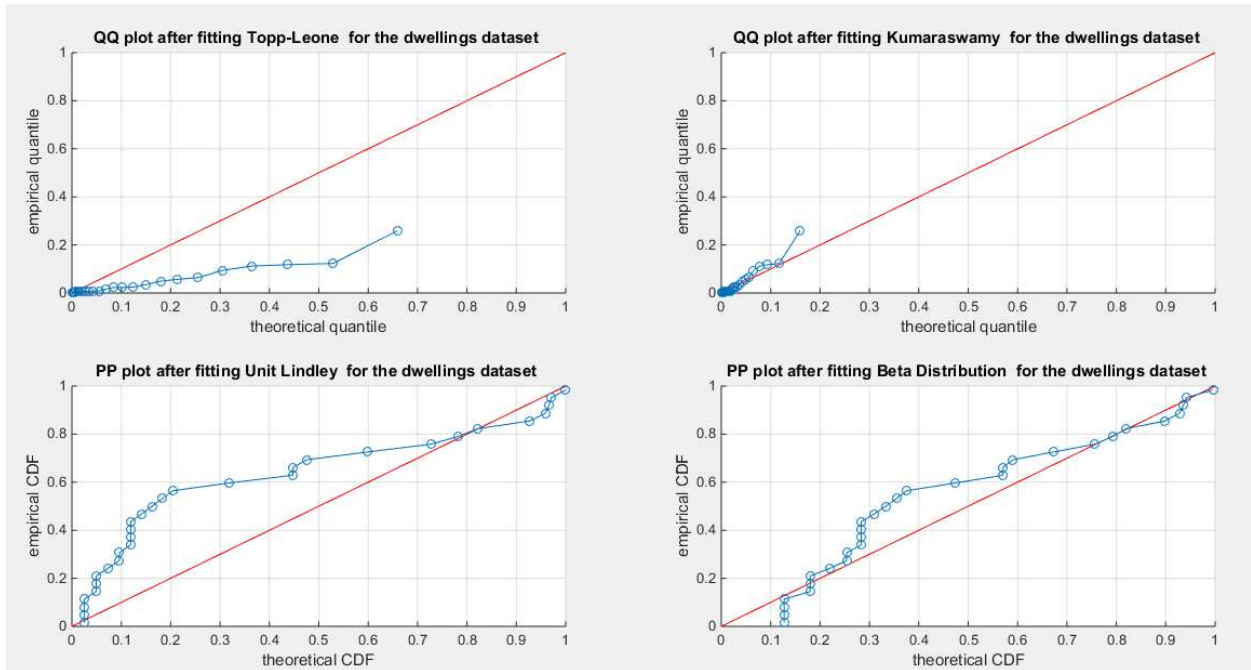 QQ plot after fitting Topp-Leone for the dwellings dataset
1
0.8
0.6
0.4
0.2
0
empirical quantile
0 0.1 0.2 0.3 0.4 0.5 0.6 0.7 0.8 0.9 1
theoretical quantile
QQ plot after fitting Kumaraswamy for the dwellings dataset
1
0.8
0.6
0.4
0.2
0
empirical quantile
0 0.1 0.2 0.3 0.4 0.5 0.6 0.7 0.8 0.9 1
theoretical quantile
PP plot after fitting Unit Lindley for the dwellings dataset
1
0.8
0.6
0.4
0.2
0
empirical CDF
0 0.1 0.2 0.3 0.4 0.5 0.6 0.7 0.8 0.9 1
theoretical CDF
PP plot after fitting Beta Distribution for the dwellings dataset
1
0.8
0.6
0.4
0.2
0
empirical CDF
0 0.1 0.2 0.3 0.4 0.5 0.6 0.7 0.8 0.9 1
theoretical CDF